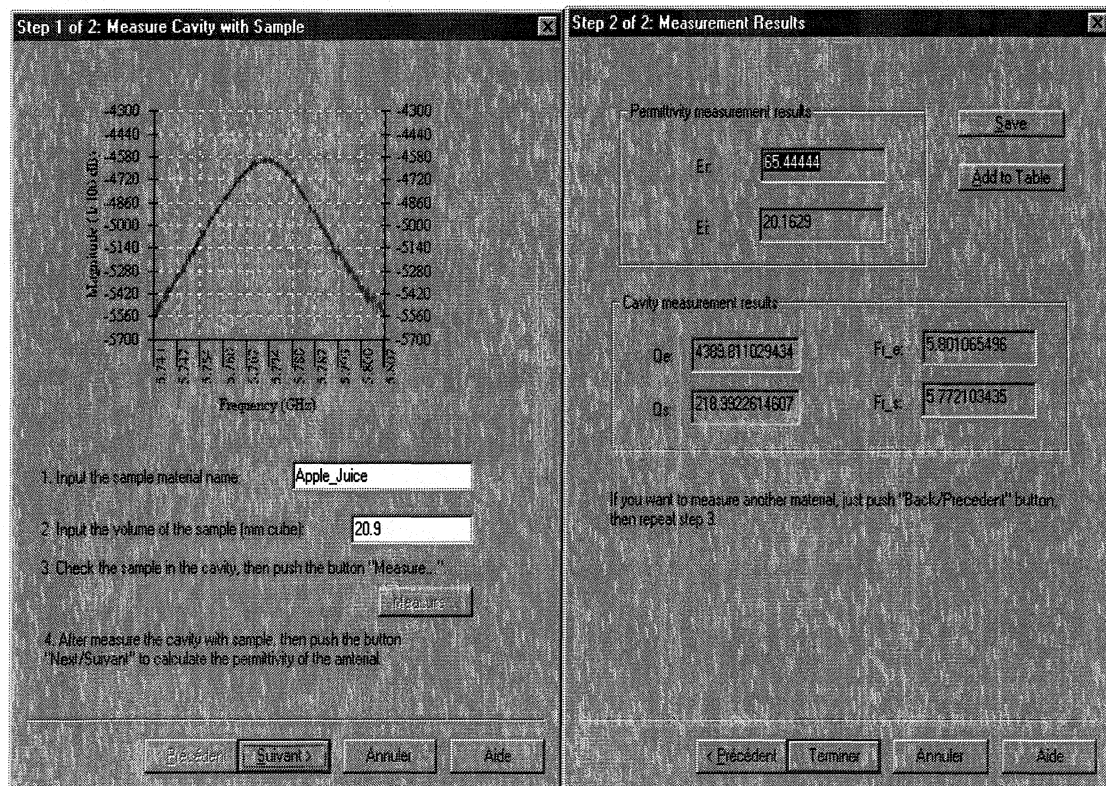 Step 1 of 2: Measure Cavity with Sample
-4300 -4300
-4440 -4440
-4580 -4580
-4720 -4720
-4860 -4860
-5000 -5000
-5140 -5140
-5280 -5280
-5420 -5420
-5560 -5560
-5700 -5700
Frequency (GHz)
1. Input the sample material name: Apple_Juice
2. Input the volume of the sample (mm cube): 20.9
3. Check the sample in the cavity, then push the button "Measure..."
Measure...
4. After measure the cavity with sample, then push the button
"Next/Suivant" to calculate the permittivity of the amterial.
< Précédent Suivant > Annuler Aide
Step 2 of 2: Measurement Results
Permittivity measurement results
Er: 65.44444
Ei: 20.1629
Save
Add to Table
Cavity measurement results
Qe: 4389.811029434 Fr_e: 5.801065496
Qs: 218.3922614607 Fr_s: 5.772103435
If you want to measure another material, just push "Back/Precedent" button,
then repeat step 3.
< Précédent Terminer Annuler Aide